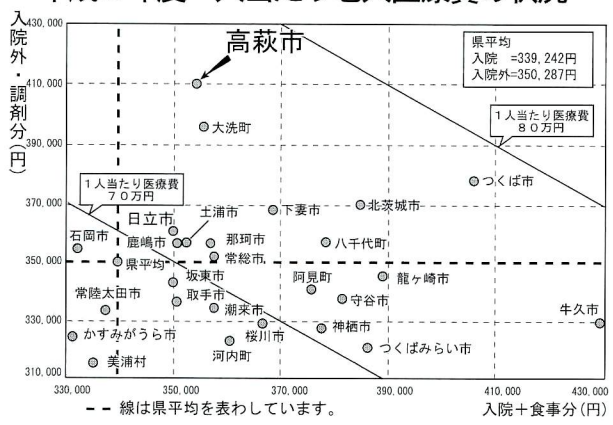 入院外・調剤分(円)
430,000
410,000
390,000
370,000
350,000
330,000
310,000
高萩市
県平均
入院　=339,242円
入院外=350,287円
1人当たり医療費
80万円
大洗町
つくば市
1人当たり医療費
70万円
日立市
土浦市
下妻市
北茨城市
石岡市
鹿嶋市
那珂市
八千代町
県平均
常総市
坂東市
阿見町
龍ヶ崎市
常陸太田市
取手市
潮来市
守谷市
牛久市
かすみがうら市
桜川市
神栖市
美浦村
河内町
つくばみらい市
330,000
350,000
370,000
390,000
410,000
430,000
-- 線は県平均を表わしています。
入院+食事分(円)